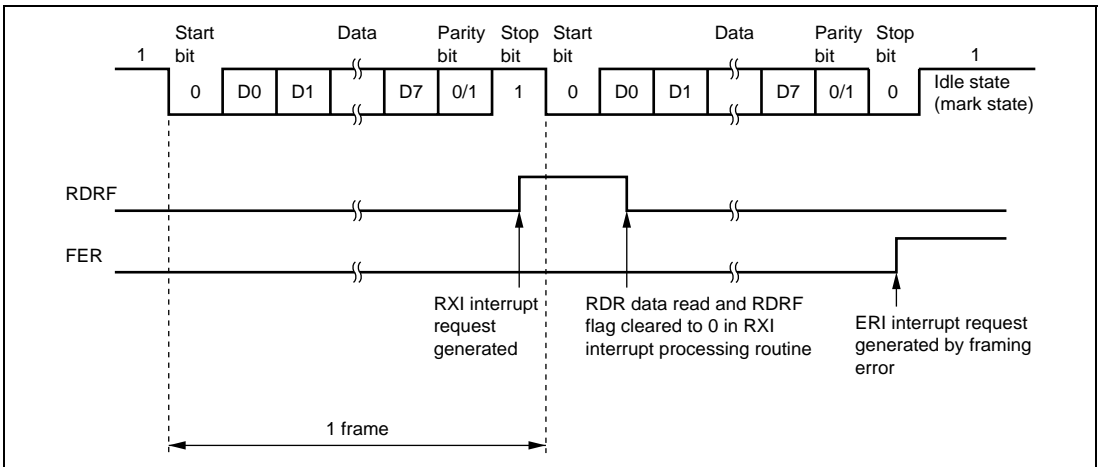 Start bit
Data
Parity bit
Stop bit
Start bit
Data
Parity bit
Stop bit
1
1
0
D0
D1
D7
0/1
1
0
D0
D1
D7
0/1
0
Idle state
(mark state)
RDRF
FER
RXI interrupt
request
generated
RDR data read and RDRF
flag cleared to 0 in RXI
interrupt processing routine
ERI interrupt request
generated by framing
error
1 frame